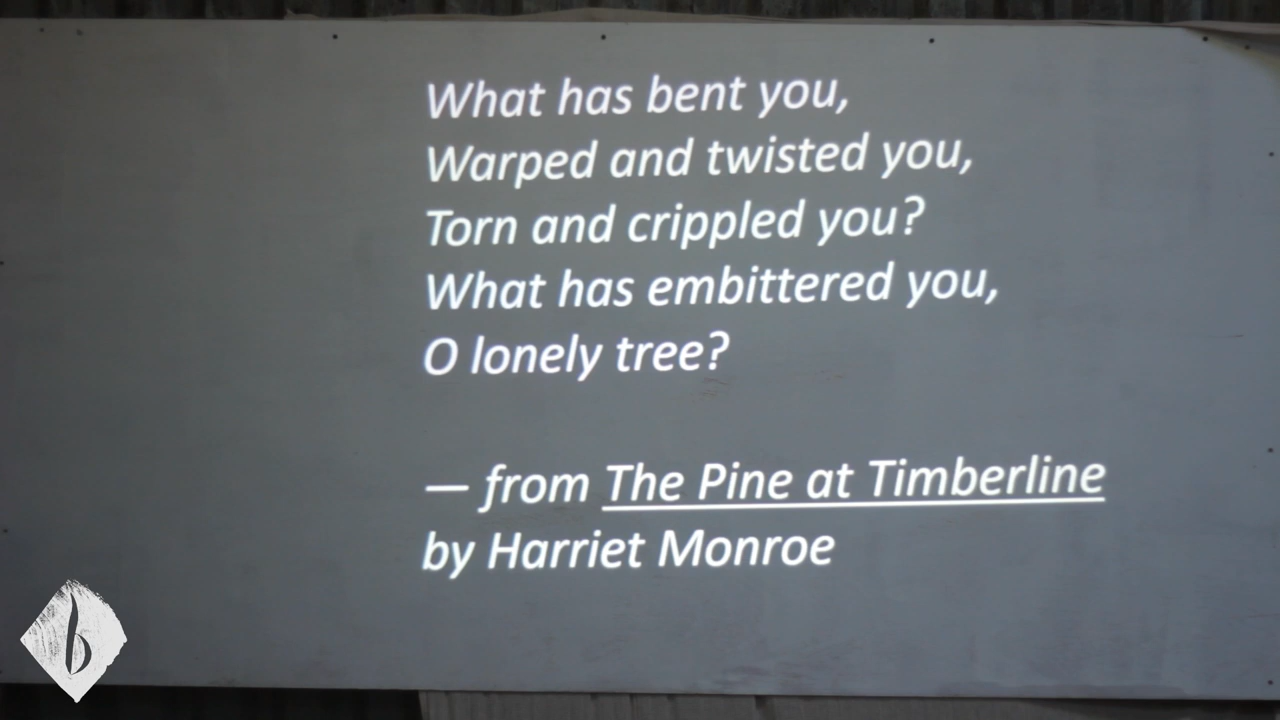 What has bent you,
Warped and twisted you,
Torn and crippled you?
What has embittered you,
O lonely tree?
— from The Pine at Timberline
by Harriet Monroe
b